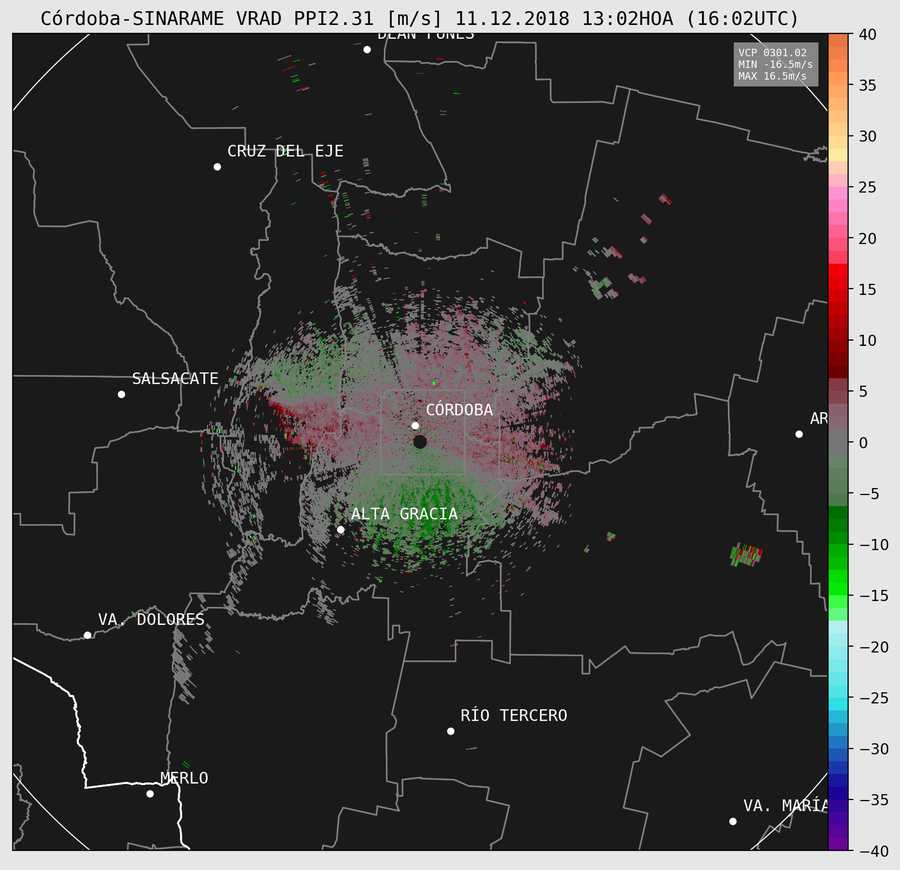 Córdoba-SINARAME VRAD PPI2.31 [m/s] 11.12.2018 13:02HOA (16:02UTC)
DEAN FUNES
VCP 0301.02
MIN -16.5m/s
MAX 16.5m/s
CRUZ DEL EJE
SALSACATE
CÓRDOBA
AR
ALTA GRACIA
VA. DOLORES
RÍO TERCERO
MERLO
VA. MARÍA
40
35
30
25
20
15
10
5
0
−5
−10
−15
−20
−25
−30
−35
−40